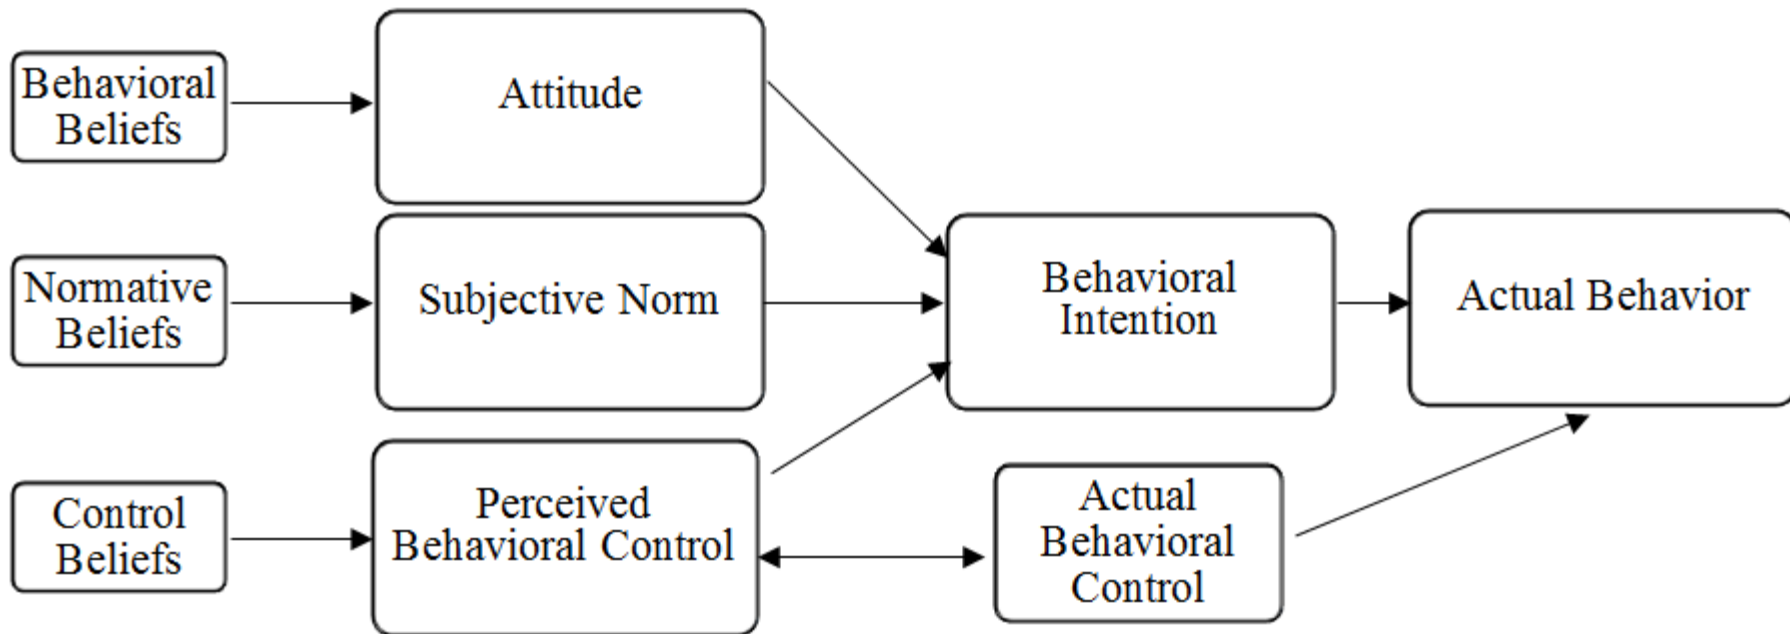 Behavioral
Beliefs
Attitude
Normative
Beliefs
Subjective Norm
Behavioral
Intention
Actual Behavior
Control
Beliefs
Perceived
Behavioral Control
Actual
Behavioral
Control